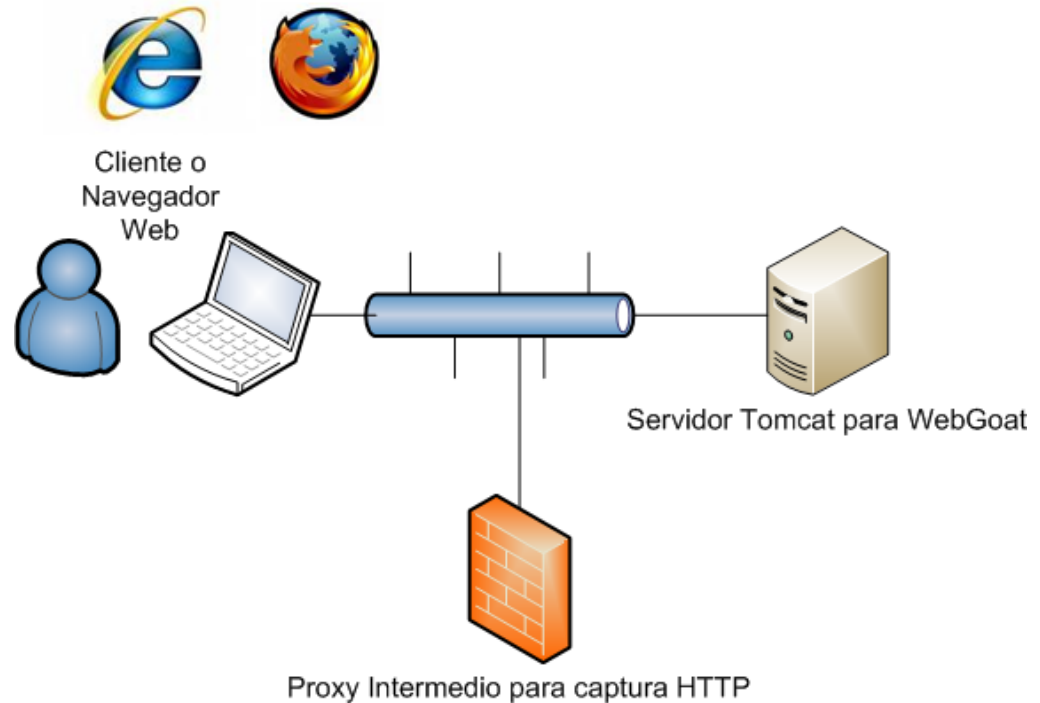 Cliente o
Navegador
Web
Servidor Tomcat para WebGoat
Proxy Intermedio para captura HTTP